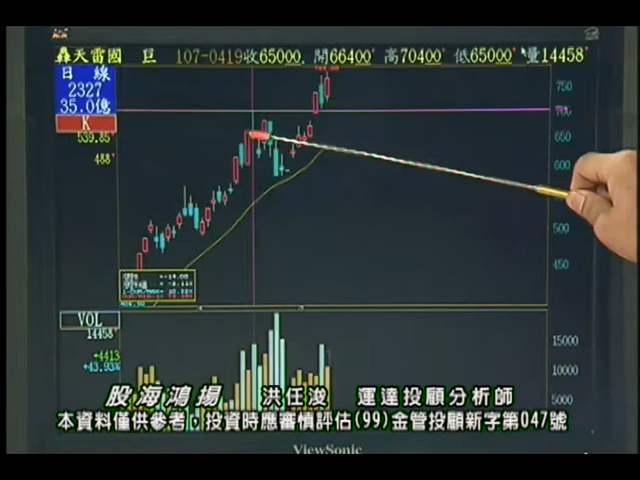 轟天雷國 巨 107-0419收65000 開66400 高70400 低65000 量14458
日 線
2327
35.0億
K
539.85
488
750
700
650
600
500
450
VOL
14458
+4413
+43.93%
15000
10000
5000
股海鴻揚 洪任浚 運達投顧分析師
本資料僅供參考，投資時應審慎評估(99)金管投顧新字第047號
ViewSonic